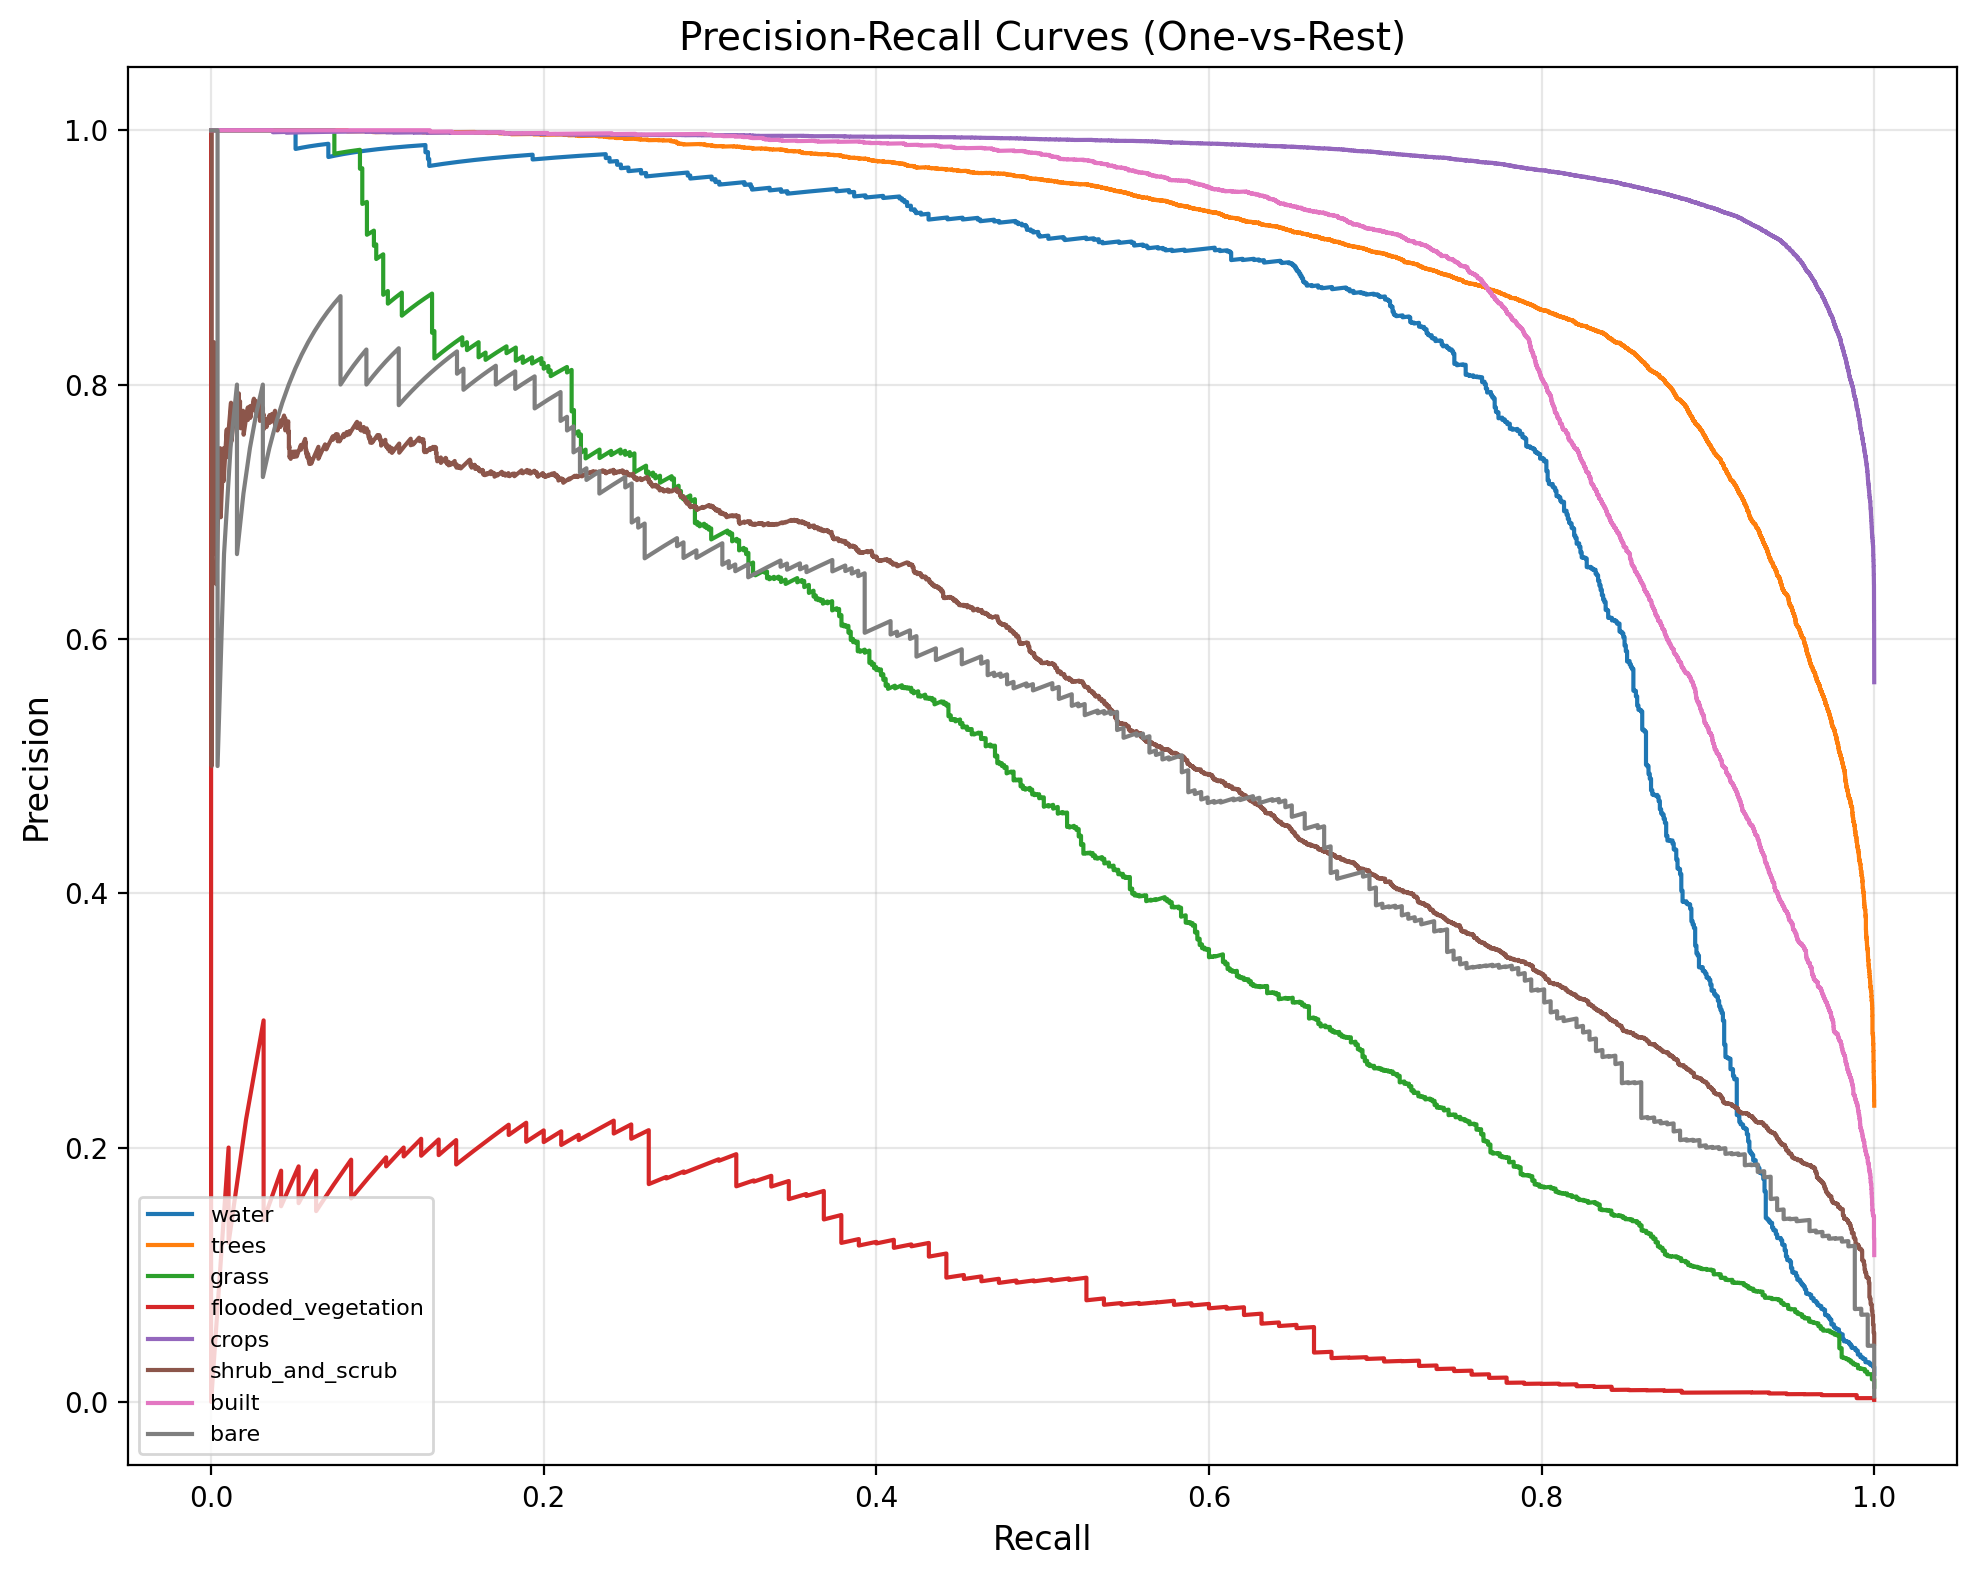 Precision-Recall Curves (One-vs-Rest)
1.0
0.8
0.6
0.4
0.2
0.0
Precision
water
trees
grass
flooded_vegetation
crops
shrub_and_scrub
built
bare
0.0 0.2 0.4 0.6 0.8 1.0
Recall